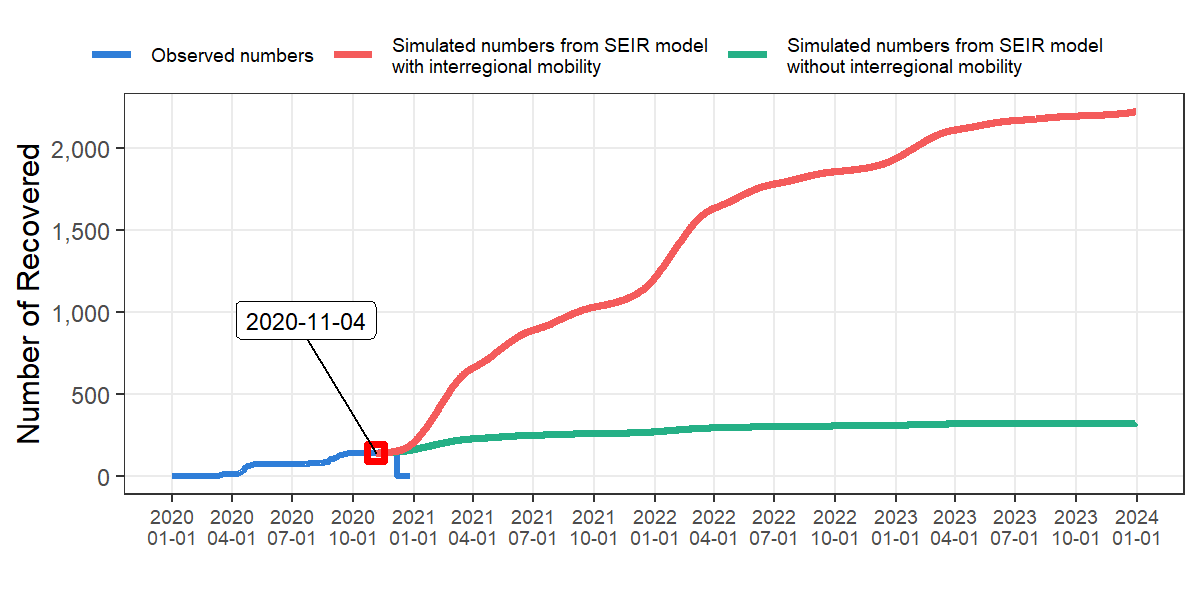 Observed numbers
Simulated numbers from SEIR model
with interregional mobility
Simulated numbers from SEIR model
without interregional mobility
Number of Recovered
2,000
1,500
1,000
500
0
2020-11-04
2020 2020 2020 2020 2021 2021 2021 2021 2022 2022 2022 2022 2023 2023 2023 2023 2024
01-01 04-01 07-01 10-01 01-01 04-01 07-01 10-01 01-01 04-01 07-01 10-01 01-01 04-01 07-01 10-01 01-01